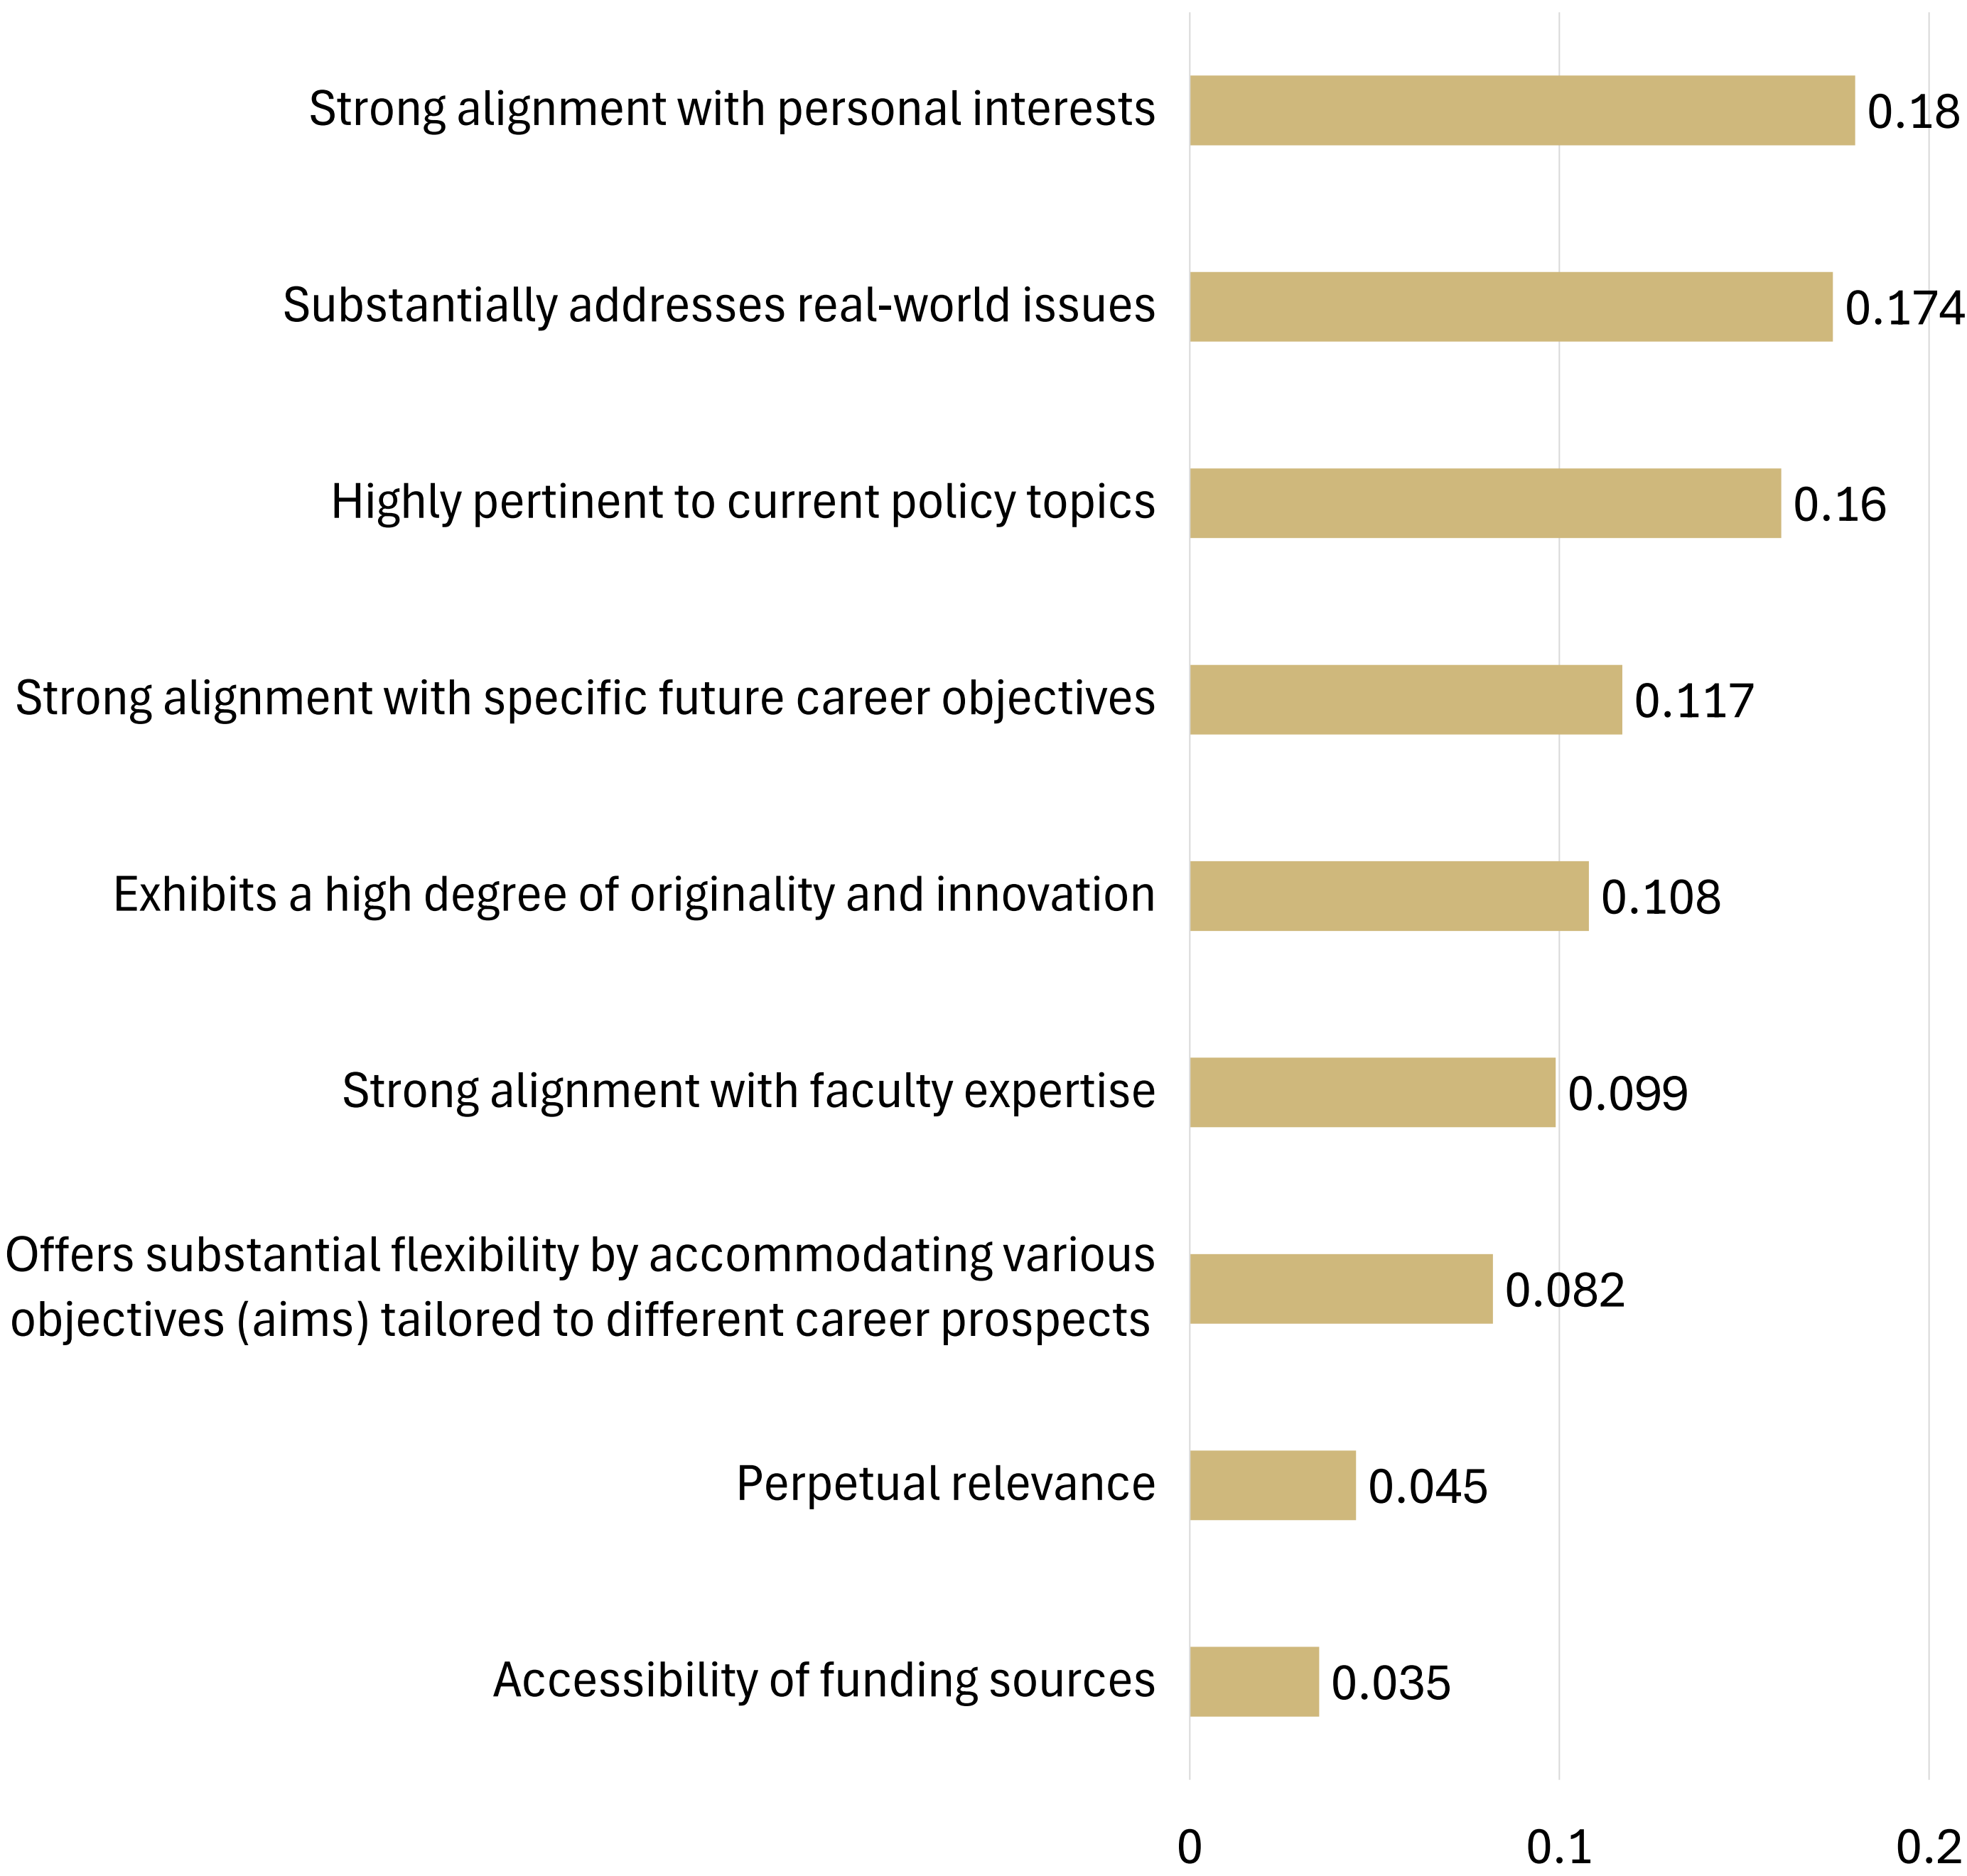 Strong alignment with personal interests 0.18
Substantially addresses real-world issues 0.174
Highly pertinent to current policy topics 0.16
Strong alignment with specific future career objectives 0.117
Exhibits a high degree of originality and innovation 0.108
Strong alignment with faculty expertise 0.099
Offers substantial flexibility by accommodating various
objectives (aims) tailored to different career prospects 0.082
Perpetual relevance 0.045
Accessibility of funding sources 0.035
0 0.1 0.2